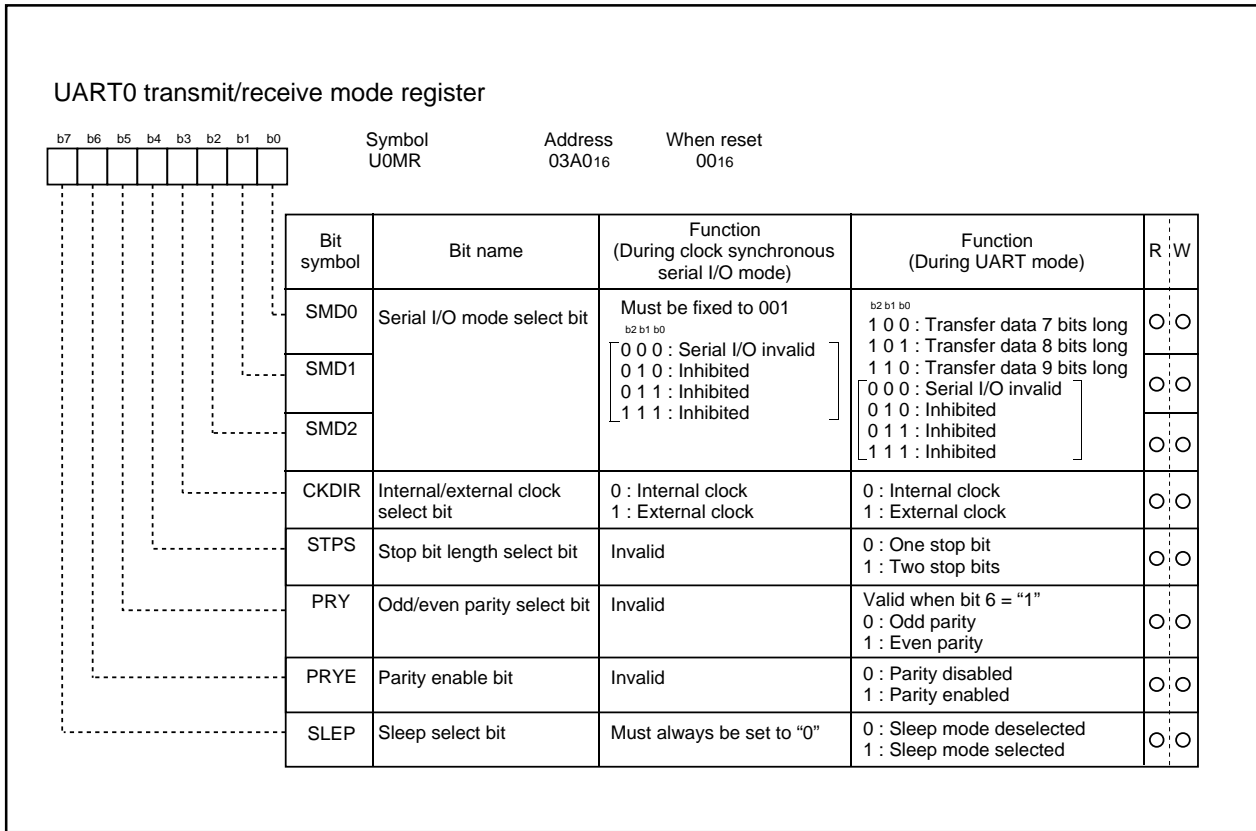 UART0 transmit/receive mode register
b7 b6 b5 b4 b3 b2 b1 b0
Symbol Address When reset
U0MR 03A016 0016
Bit symbol
Bit name
Function
(During clock synchronous
serial I/O mode)
Function
(During UART mode)
R W
SMD0
SMD1
SMD2
Serial I/O mode select bit
Must be fixed to 001
b2 b1 b0
0 0 0 : Serial I/O invalid
0 1 0 : Inhibited
0 1 1 : Inhibited
1 1 1 : Inhibited
b2 b1 b0
1 0 0 : Transfer data 7 bits long
1 0 1 : Transfer data 8 bits long
1 1 0 : Transfer data 9 bits long
0 0 0 : Serial I/O invalid
0 1 0 : Inhibited
0 1 1 : Inhibited
1 1 1 : Inhibited
CKDIR
Internal/external clock
select bit
0 : Internal clock
1 : External clock
0 : Internal clock
1 : External clock
STPS
Stop bit length select bit
Invalid
0 : One stop bit
1 : Two stop bits
PRY
Odd/even parity select bit
Invalid
Valid when bit 6 = “1”
0 : Odd parity
1 : Even parity
PRYE
Parity enable bit
Invalid
0 : Parity disabled
1 : Parity enabled
SLEP
Sleep select bit
Must always be set to “0”
0 : Sleep mode deselected
1 : Sleep mode selected